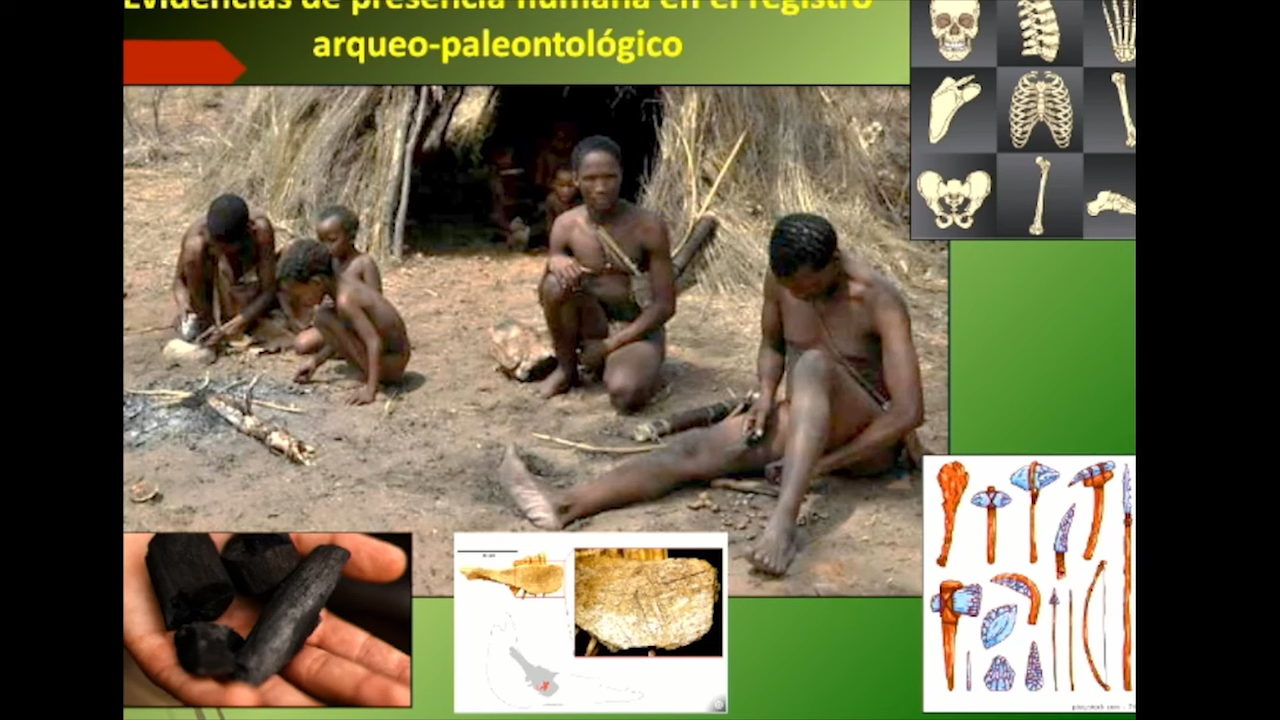 Evidencias de presencia humana en el registro
arqueo-paleontológico